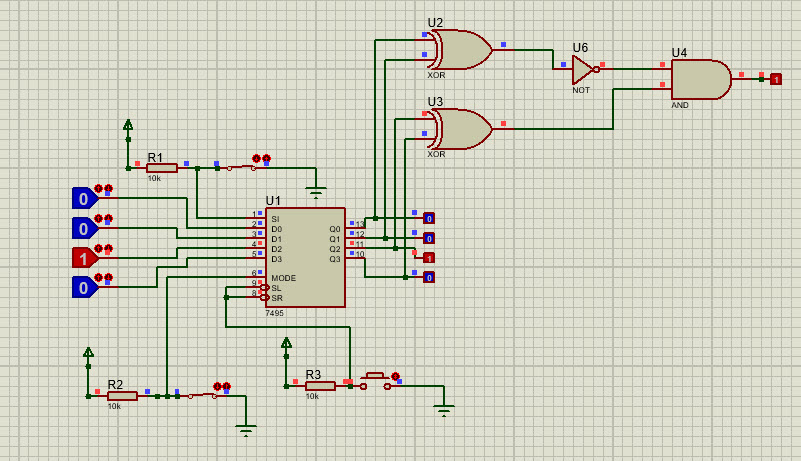 U2
XOR
U6
NOT
U4
AND
1
U3
XOR
R1
10k
U1
0
0
1
0
1
2
3
4
5
6
9
8
SI
D0
D1
D2
D3
MODE
SL
SR
Q0
Q1
Q2
Q3
13
12
11
10
7495
0
0
1
0
R2
10k
R3
10k